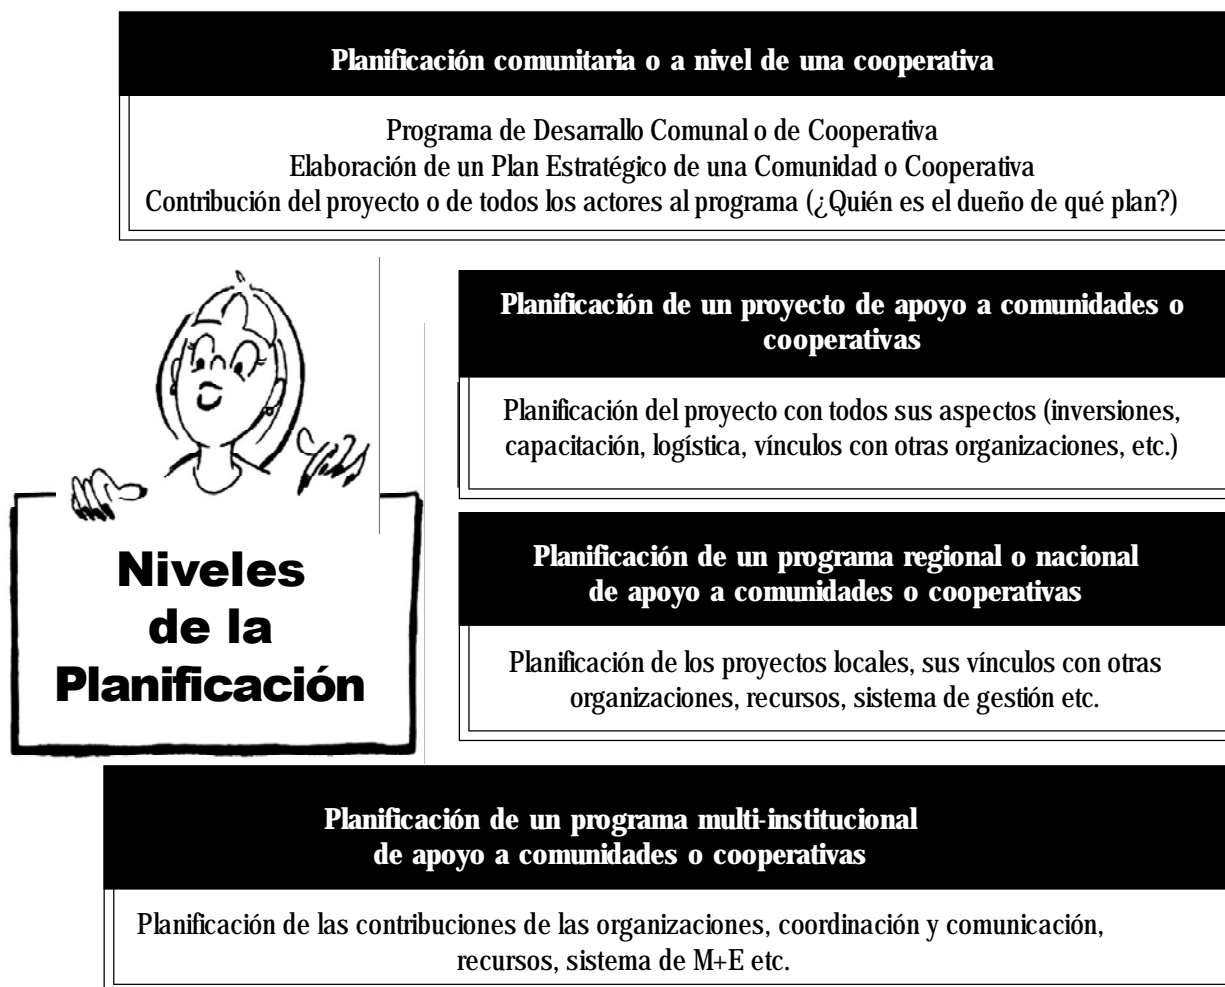 Planificación comunitaria o a nivel de una cooperativa
Programa de Desarrallo Comunal o de Cooperativa
Elaboración de un Plan Estratégico de una Comunidad o Cooperativa
Contribución del proyecto o de todos los actores al programa (¿Quién es el dueño de qué plan?)
Niveles
de la
Planificación
Planificación de un proyecto de apoyo a comunidades o
cooperativas
Planificación del proyecto con todos sus aspectos (inversiones,
capacitación, logística, vínculos con otras organizaciones, etc.)
Planificación de un programa regional o nacional
de apoyo a comunidades o cooperativas
Planificación de los proyectos locales, sus vínculos con otras
organizaciones, recursos, sistema de gestión etc.
Planificación de un programa multi-institucional
de apoyo a comunidades o cooperativas
Planificación de las contribuciones de las organizaciones, coordinación y comunicación,
recursos, sistema de M+E etc.